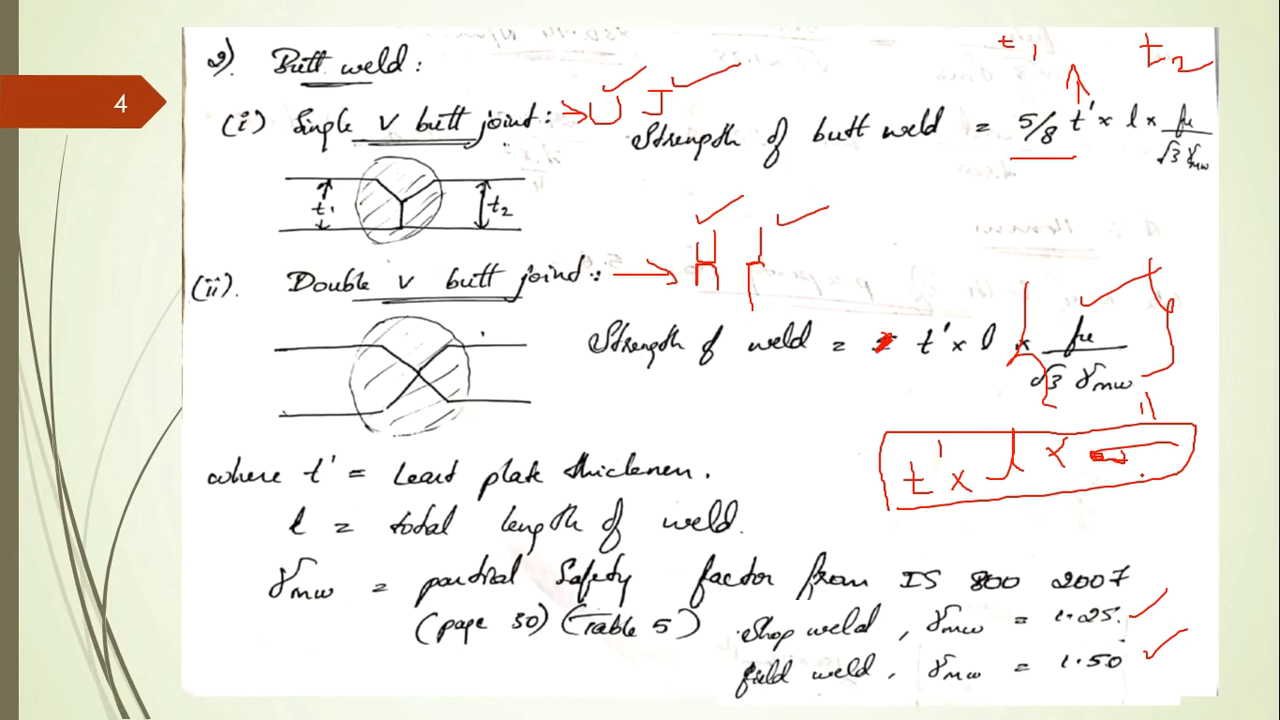 4
2). Butt weld:
t1 t2
(i) Single V butt joint: → U J
Strength of butt weld = 5/8 t' × l × fu/√3 γmw
t1 t2
(ii). Double V butt joind:
Strength of weld = t' × l × fu/√3 γmw
t' × l ×
where t' = Least plate thicknen.
l = total length of weld.
γmw = partial Safety factor from IS 800 2007
(page 30) (Table 5) Shop weld, γmw = 1.25.
field weld, γmw = 1.50